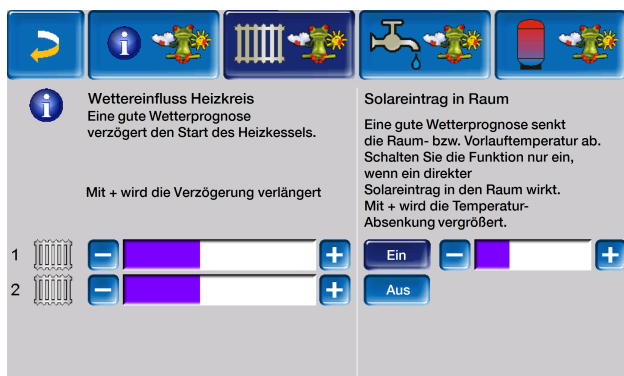 Wettereinfluss Heizkreis
Eine gute Wetterprognose
verzögert den Start des Heizkessels.
Mit + wird die Verzögerung verlängert
Solareintrag in Raum
Eine gute Wetterprognose senkt
die Raum- bzw. Vorlauftemperatur ab.
Schalten Sie die Funktion nur ein,
wenn ein direkter
Solareintrag in den Raum wirkt.
Mit + wird die Temperatur-
Absenkung vergrößert.
1 − + Ein − +
2 − + Aus